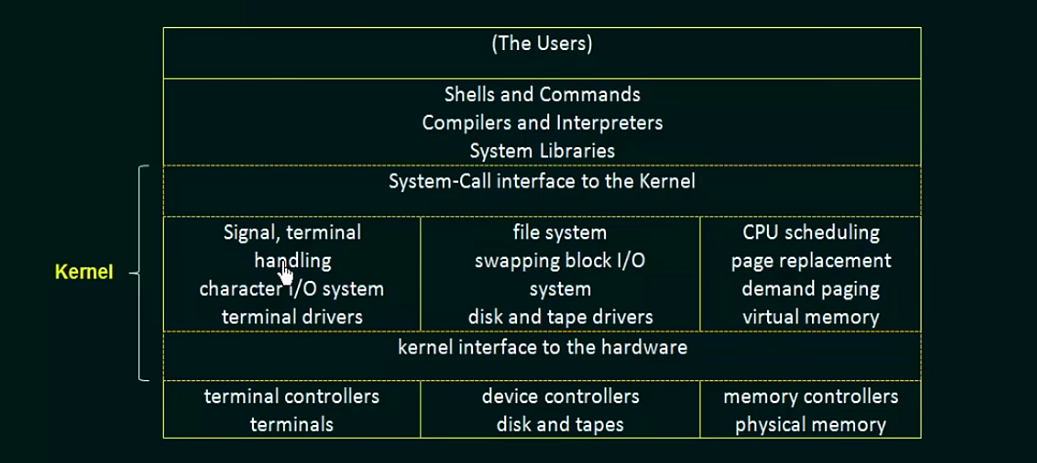 (The Users)
Shells and Commands
Compilers and Interpreters
System Libraries
System-Call interface to the Kernel
Kernel
Signal, terminal
handling
character i/O system
terminal drivers
file system
swapping block I/O
system
disk and tape drivers
CPU scheduling
page replacement
demand paging
virtual memory
kernel interface to the hardware
terminal controllers
terminals
device controllers
disk and tapes
memory controllers
physical memory